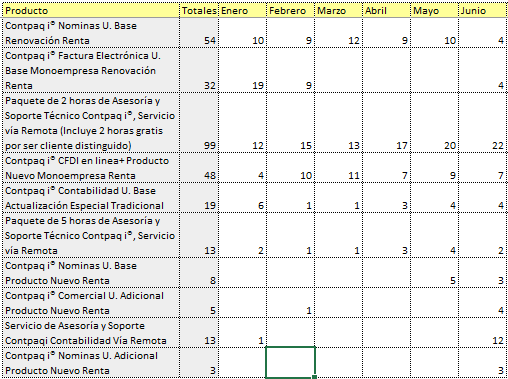 Producto Totales Enero Febrero Marzo Abril Mayo Junio
Contpaq i® Nominas U. Base
Renovación Renta 54 10 9 12 9 10 4
Contpaq i® Factura Electrónica U.
Base Monoempresa Renovación
Renta 32 19 9 4
Paquete de 2 horas de Asesoría y
Soporte Técnico Contpaq i®, Servicio
vía Remota (Incluye 2 horas gratis
por ser cliente distinguido) 99 12 15 13 17 20 22
Contpaq i® CFDI en linea+ Producto
Nuevo Monoempresa Renta 48 4 10 11 7 9 7
Contpaq i® Contabilidad U. Base
Actualización Especial Tradicional 19 6 1 1 3 4 4
Paquete de 5 horas de Asesoría y
Soporte Técnico Contpaq i®, Servicio
vía Remota 13 2 1 1 3 4 2
Contpaq i® Nominas U. Base
Producto Nuevo Renta 8 5 3
Contpaq i® Comercial U. Adicional
Producto Nuevo Renta 5 1 4
Servicio de Asesoría y Soporte
Contpaqi Contabilidad Vía Remota 13 1 12
Contpaq i® Nominas U. Adicional
Producto Nuevo Renta 3 3